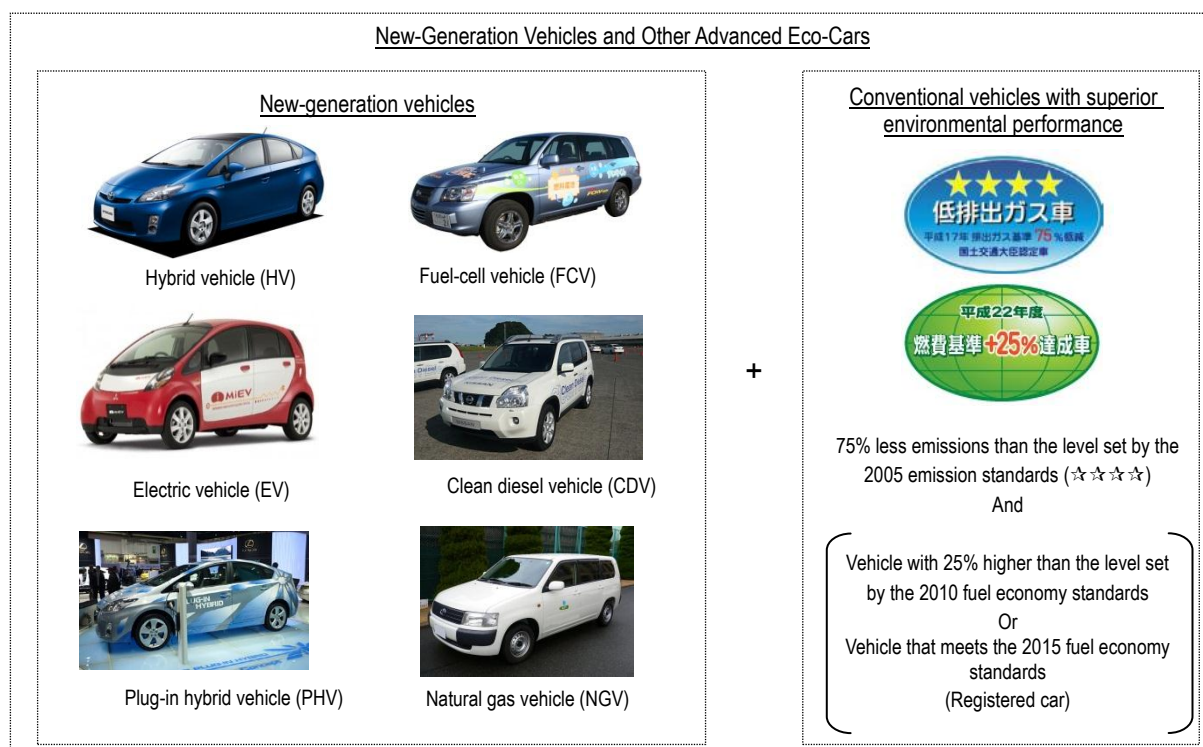 New-Generation Vehicles and Other Advanced Eco-Cars
New-generation vehicles
Hybrid vehicle (HV)
Fuel-cell vehicle (FCV)
MiEV
Clean Diesel
Electric vehicle (EV)
Clean diesel vehicle (CDV)
PLUG-IN
HYBRID
Plug-in hybrid vehicle (PHV)
Natural gas vehicle (NGV)
+
Conventional vehicles with superior
environmental performance
★★★★
低排出ガス車
平成17年 排出ガス基準 75%低減
国土交通大臣認定車
平成22年度
燃費基準+25%達成車
75% less emissions than the level set by the
2005 emission standards (☆☆☆☆)
And
Vehicle with 25% higher than the level set
by the 2010 fuel economy standards
Or
Vehicle that meets the 2015 fuel economy
standards
(Registered car)